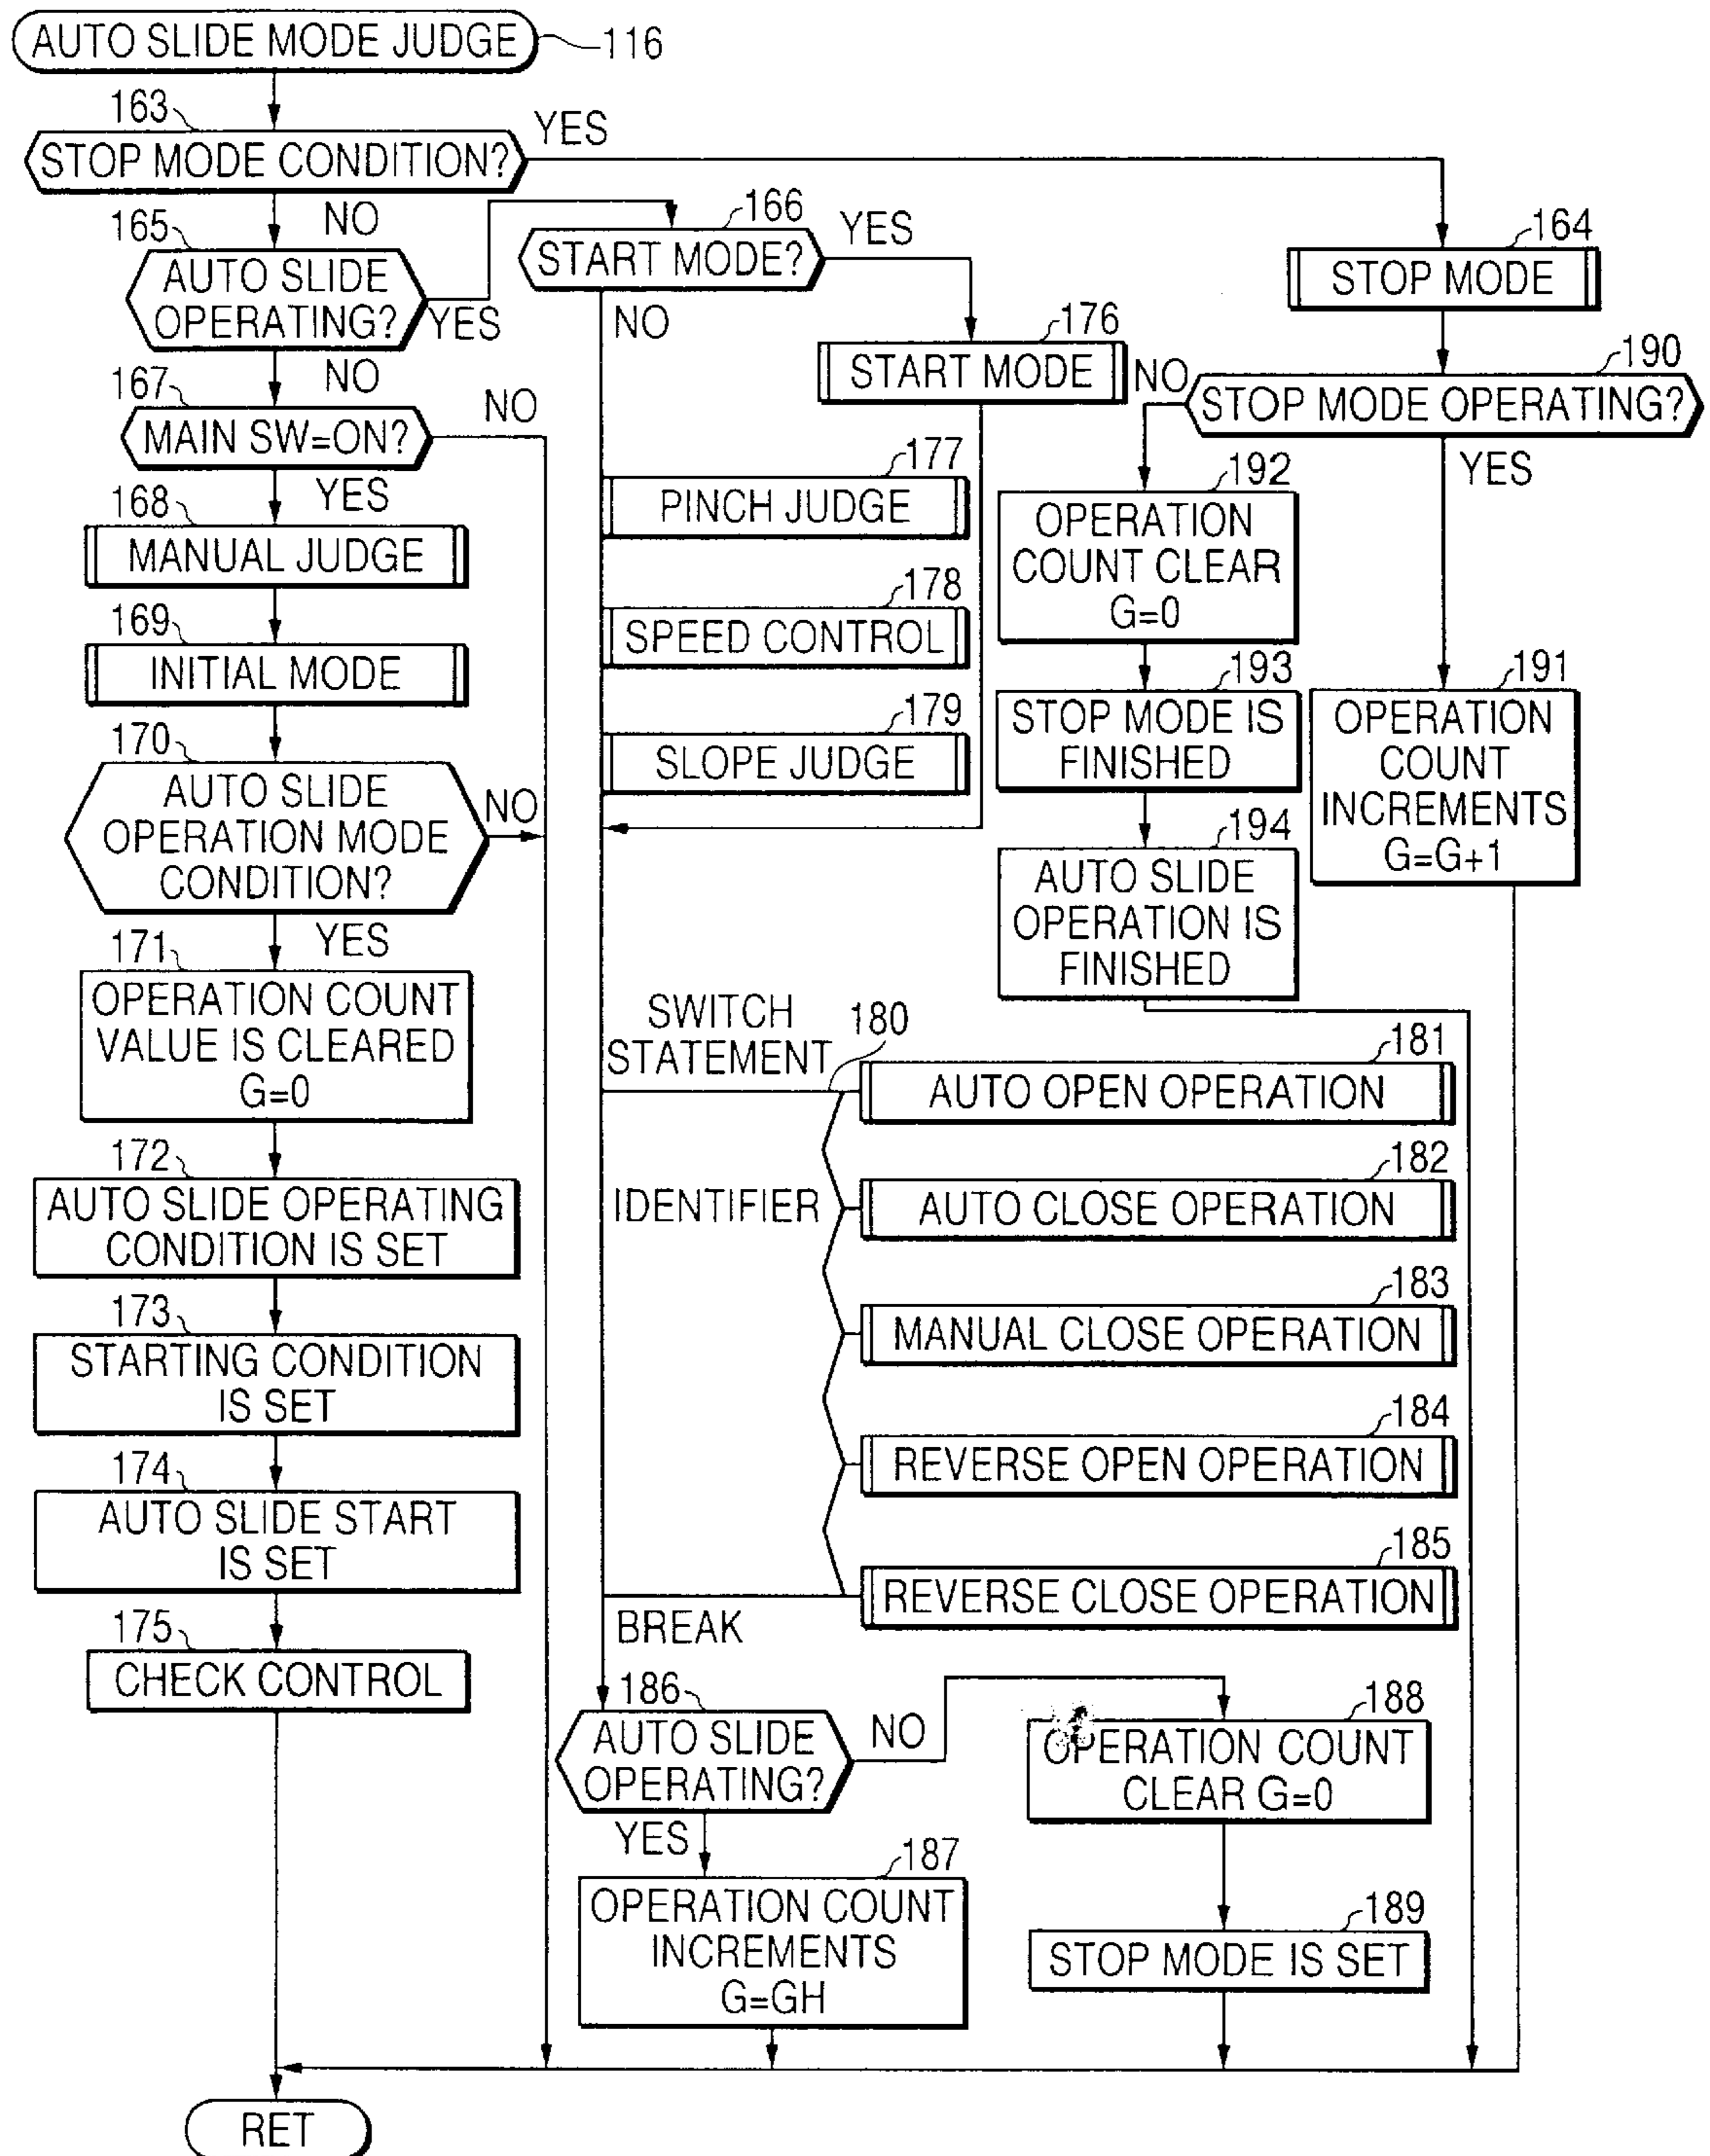 AUTO SLIDE MODE JUDGE
116
163
STOP MODE CONDITION?
YES
NO
165
AUTO SLIDE
OPERATING?
YES
NO
166
START MODE?
YES
NO
164
STOP MODE
167
MAIN SW=ON?
NO
YES
176
START MODE
190
STOP MODE OPERATING?
NO
YES
168
MANUAL JUDGE
169
INITIAL MODE
170
AUTO SLIDE
OPERATION MODE
CONDITION?
NO
YES
171
OPERATION COUNT
VALUE IS CLEARED
G=0
172
AUTO SLIDE OPERATING
CONDITION IS SET
173
STARTING CONDITION
IS SET
174
AUTO SLIDE START
IS SET
175
CHECK CONTROL
177
PINCH JUDGE
178
SPEED CONTROL
179
SLOPE JUDGE
192
OPERATION
COUNT CLEAR
G=0
193
STOP MODE IS
FINISHED
194
AUTO SLIDE
OPERATION IS
FINISHED
191
OPERATION
COUNT
INCREMENTS
G=G+1
SWITCH
STATEMENT
180
IDENTIFIER
181
AUTO OPEN OPERATION
182
AUTO CLOSE OPERATION
183
MANUAL CLOSE OPERATION
184
REVERSE OPEN OPERATION
185
REVERSE CLOSE OPERATION
BREAK
186
AUTO SLIDE
OPERATING?
NO
YES
187
OPERATION COUNT
INCREMENTS
G=GH
188
OPERATION COUNT
CLEAR G=0
189
STOP MODE IS SET
RET